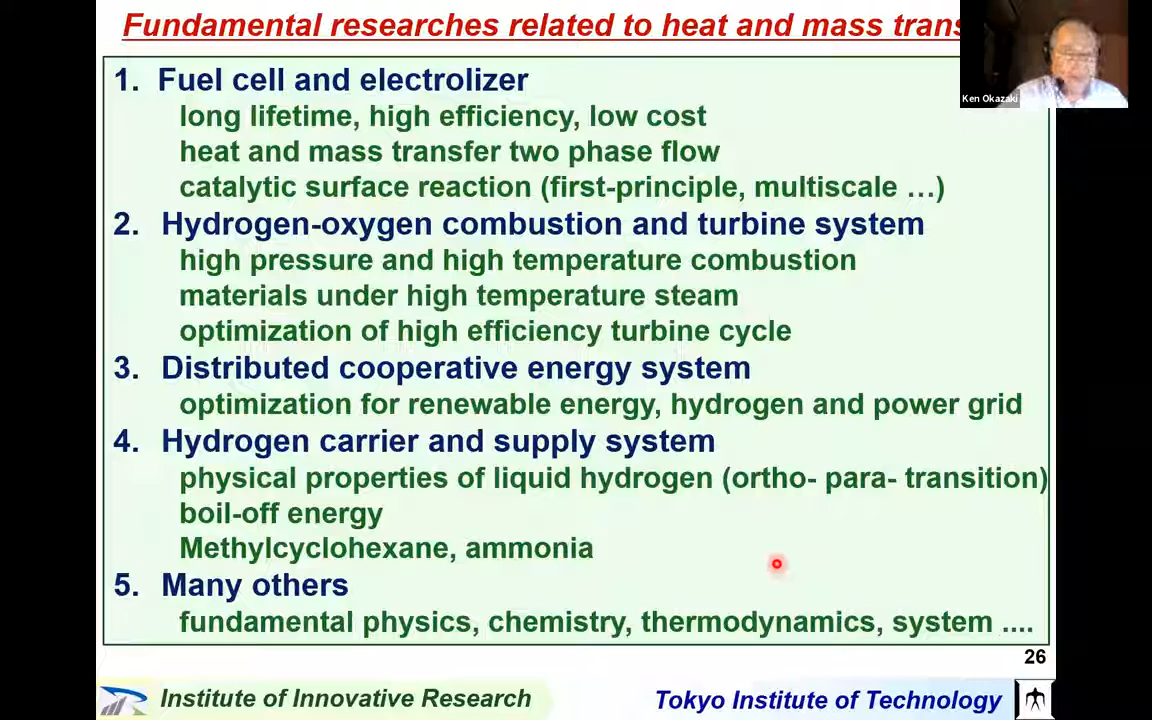 Fundamental researches related to heat and mass trans
Ken Okazaki
1. Fuel cell and electrolizer
long lifetime, high efficiency, low cost
heat and mass transfer two phase flow
catalytic surface reaction (first-principle, multiscale ...)
2. Hydrogen-oxygen combustion and turbine system
high pressure and high temperature combustion
materials under high temperature steam
optimization of high efficiency turbine cycle
3. Distributed cooperative energy system
optimization for renewable energy, hydrogen and power grid
4. Hydrogen carrier and supply system
physical properties of liquid hydrogen (ortho- para- transition)
boil-off energy
Methylcyclohexane, ammonia
5. Many others
fundamental physics, chemistry, thermodynamics, system ....
26
Institute of Innovative Research
Tokyo Institute of Technology